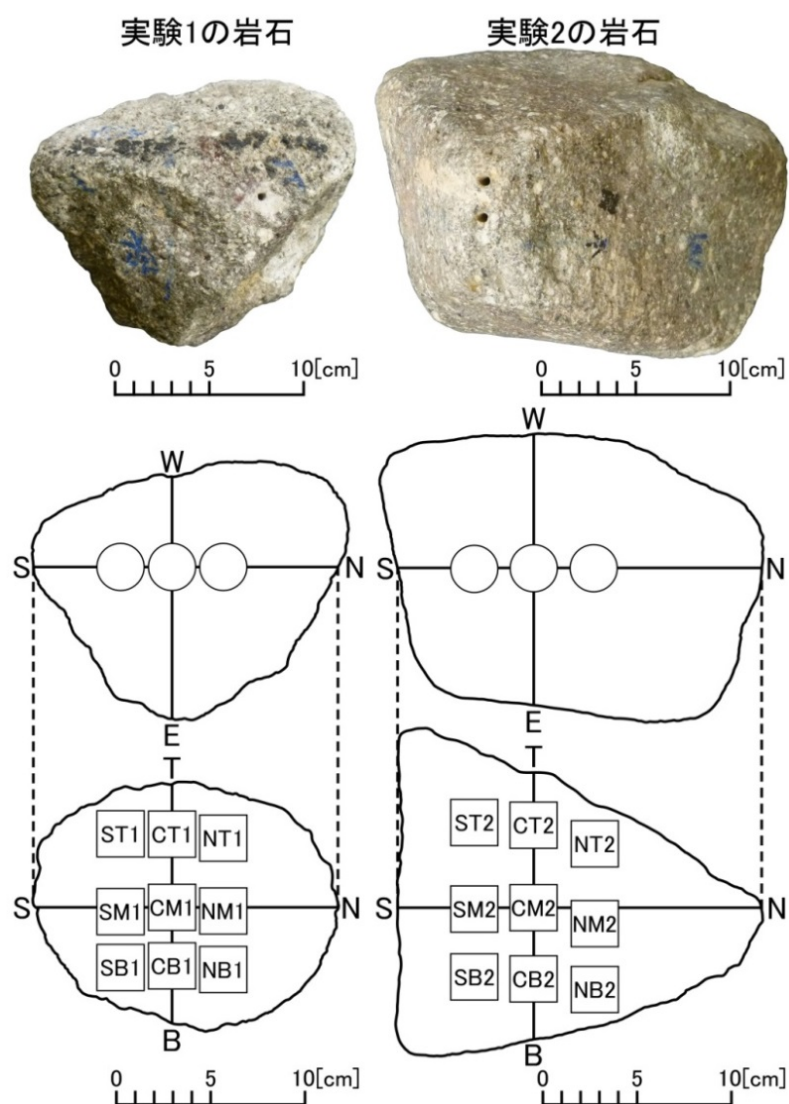 実験1の岩石
実験2の岩石
0 5 10[cm]
0 5 10[cm]
W
S
N
E
W
S
N
E
T
ST1 CT1 NT1
S
SM1 CM1 NM1
N
SB1 CB1 NB1
B
T
ST2 CT2 NT2
S
SM2 CM2 NM2
N
SB2 CB2 NB2
B
0 5 10[cm]
0 5 10[cm]